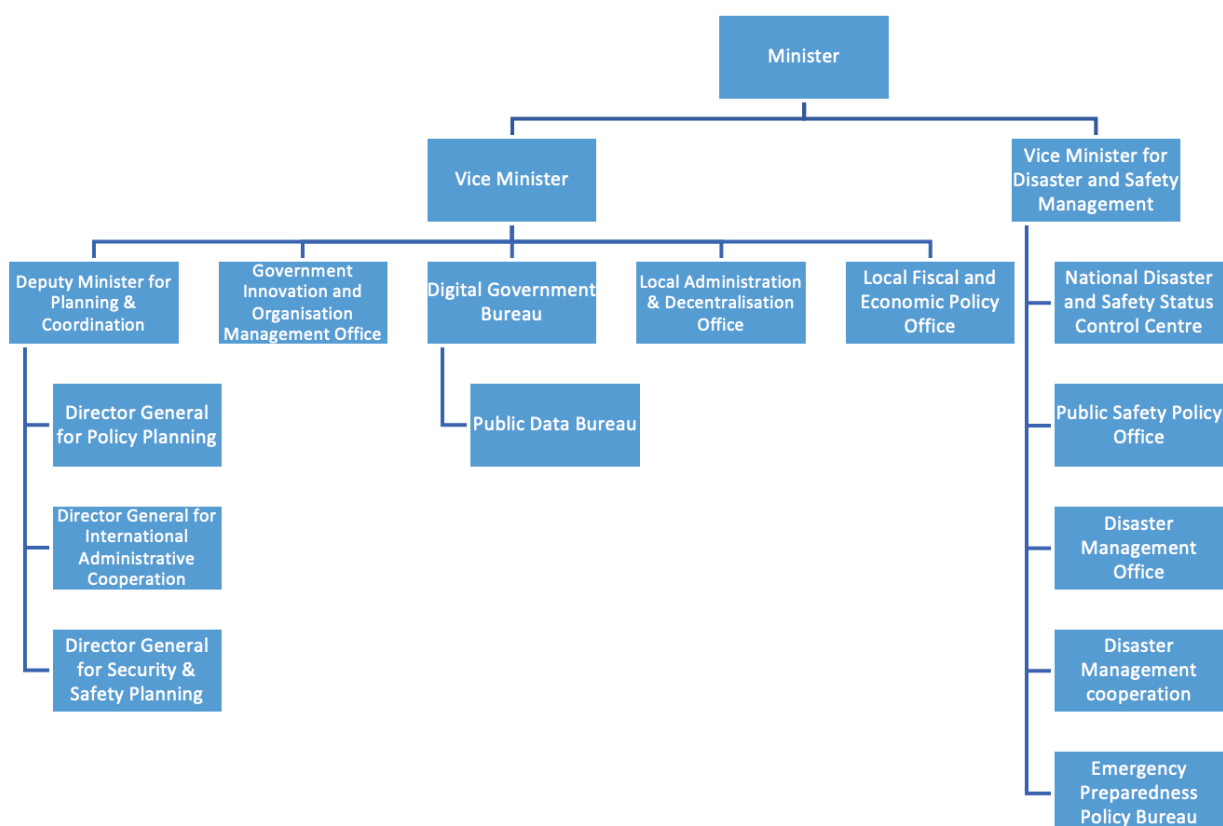 Minister
Vice Minister
Vice Minister for
Disaster and Safety
Management
Deputy Minister for
Planning &
Coordination
Government
Innovation and
Organisation
Management Office
Digital Government
Bureau
Local Administration
& Decentralisation
Office
Local Fiscal and
Economic Policy
Office
National Disaster
and Safety Status
Control Centre
Director General
for Policy Planning
Public Data Bureau
Public Safety Policy
Office
Director General for
International
Administrative
Cooperation
Disaster
Management
Office
Director General
for Security &
Safety Planning
Disaster
Management
cooperation
Emergency
Preparedness
Policy Bureau